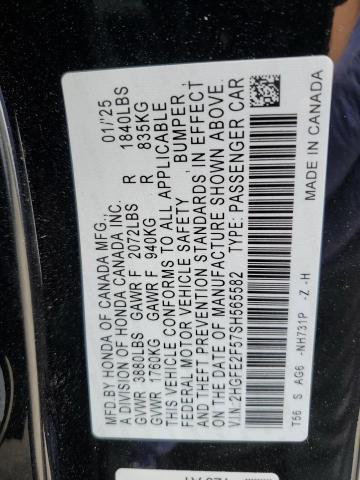 MFD. BY HONDA OF CANADA MFG., 01/'25
A DIVISION OF HONDA CANADA INC.
GVWR 3880LBS GAWR F 2072LBS R 1840LBS
GVWR 1760KG GAWR F 940KG R 835KG
THIS VEHICLE CONFORMS TO ALL APPLICABLE
FEDERAL MOTOR VEHICLE SAFETY, BUMPER,
AND THEFT PREVENTION STANDARDS IN EFFECT
ON THE DATE OF MANUFACTURE SHOWN ABOVE.
V.I.N. 2HGFE2F57SH565582 TYPE: PASSENGER CAR
T56 S AG6 -NH731P -Z -H MADE IN CANADA